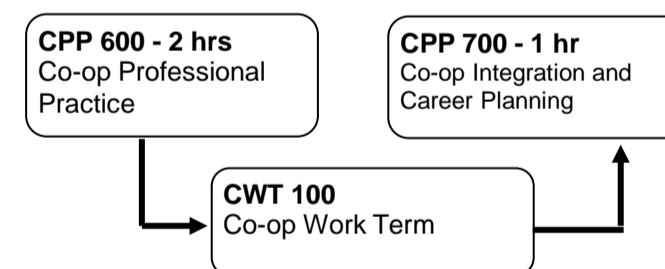 CPP 600 - 2 hrs
Co-op Professional
Practice
CPP 700 - 1 hr
Co-op Integration and
Career Planning
CWT 100
Co-op Work Term